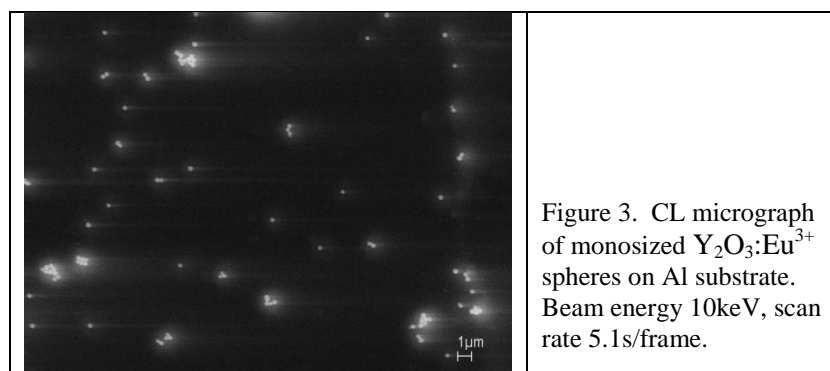 1µm
Figure 3. CL micrograph
of monosized Y₂O₃:Eu³⁺
spheres on Al substrate.
Beam energy 10keV, scan
rate 5.1s/frame.